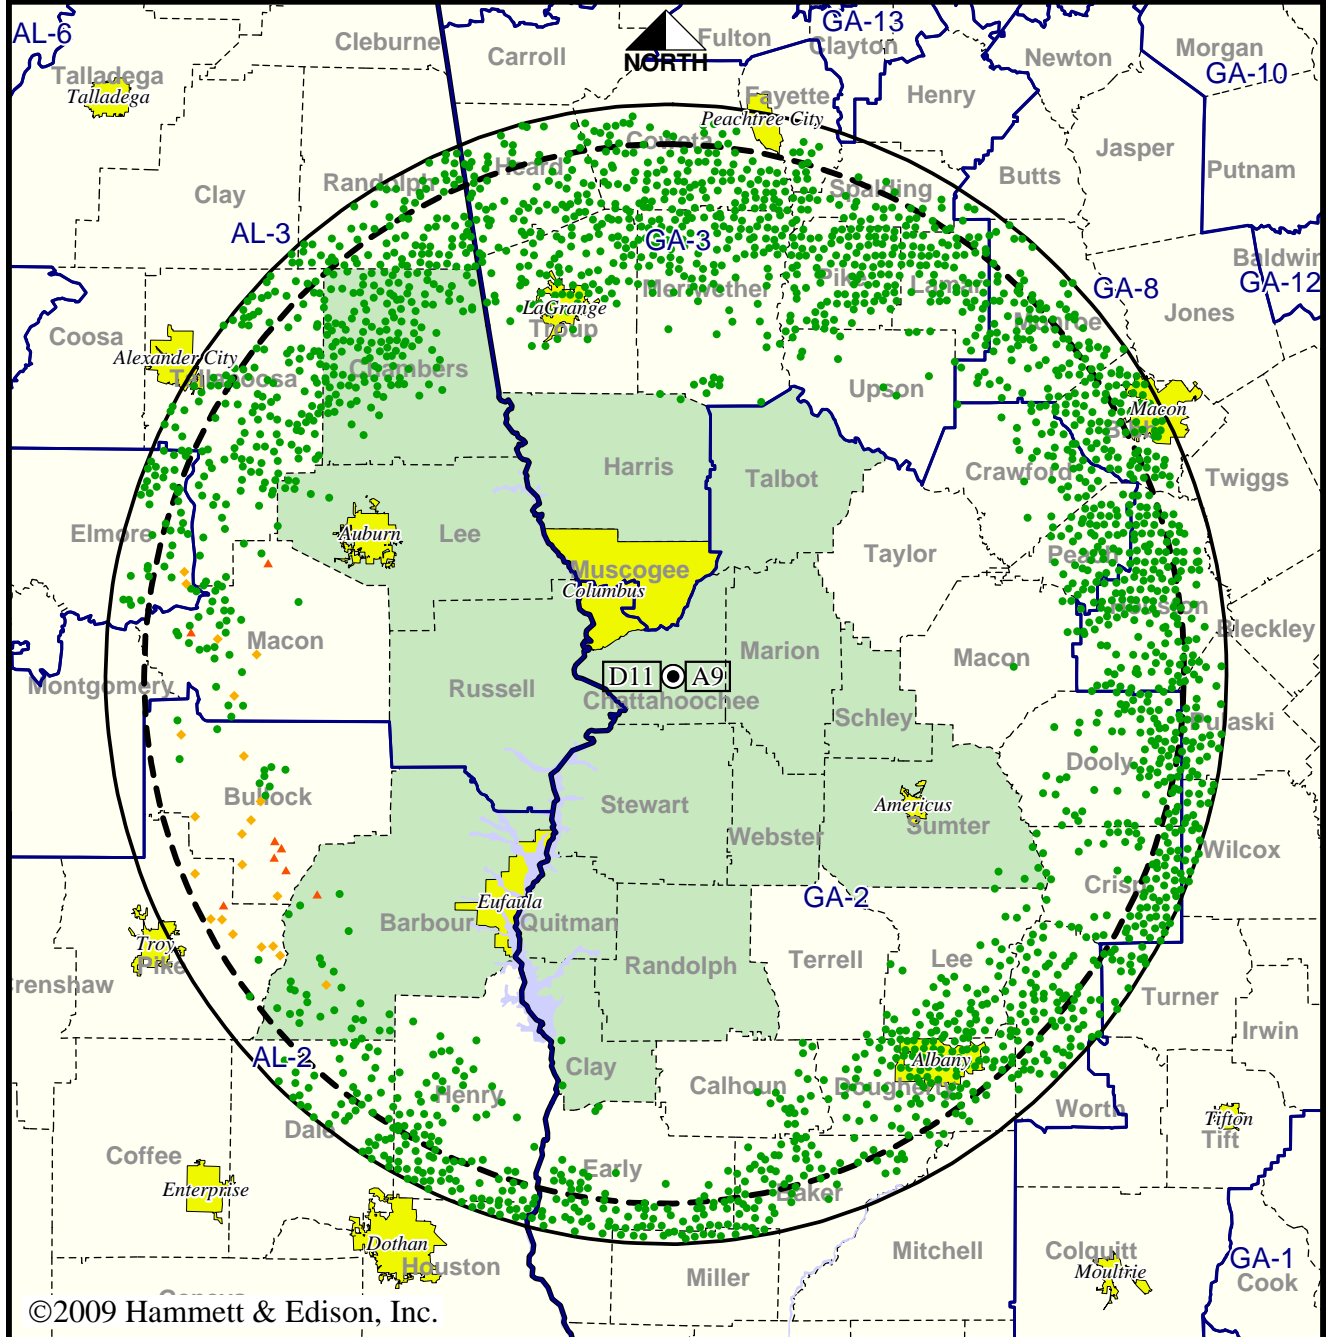 AL-6
GA-13
Cleburne
Carroll
Fulton
Clayton
Newton
Morgan
NORTH
GA-10
Talladega
Talladega
Fayette
Henry
Peachtree City
Coweta
Jasper
Heard
Putnam
Randolph
Butts
Clay
Spalding
AL-3
GA-3
Baldwin
Pike
Lamar
GA-8
GA-12
Meriwether
LaGrange
Troup
Monroe
Jones
Coosa
Alexander City
Tallapoosa
Chambers
Upson
Macon
Bibb
Harris
Talbot
Crawford
Twiggs
Elmore
Auburn
Lee
Taylor
Peach
Muscogee
Columbus
Houston
Bleckley
Macon
Marion
Macon
Montgomery
Russell
D11
A9
Chattahoochee
Schley
Pulaski
Dooly
Bullock
Stewart
Americus
Sumter
Webster
Wilcox
Crisp
GA-2
Eufaula
Barbour
Quitman
Troy
Pike
Randolph
Terrell
Lee
Crenshaw
Turner
Irwin
AL-2
Clay
Albany
Calhoun
Dougherty
Henry
Worth
Tifton
Tift
Dale
Coffee
Early
Enterprise
Baker
Dothan
Houston
Mitchell
Colquitt
Moultrie
GA-1
Cook
Miller
Geneva
©2009 Hammett & Edison, Inc.